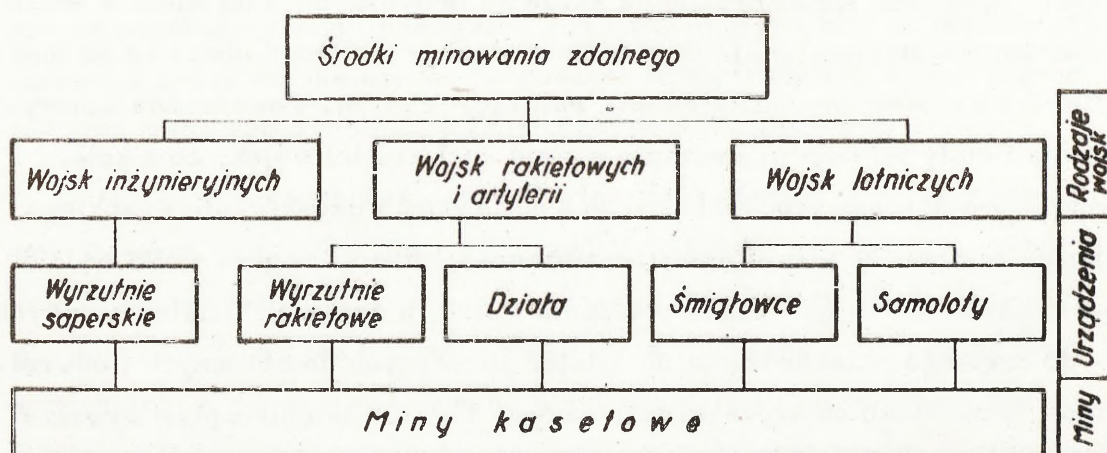 Środki minowania zdalnego
Wojsk inżynieryjnych
Wojsk rakietowych
i artylerii
Wojsk lotniczych
Rodzaje
wojsk
Wyrzutnie
saperskie
Wyrzutnie
rakietowe
Działa
Śmigłowce
Samoloty
Urządzenia
Miny kasetowe
Miny